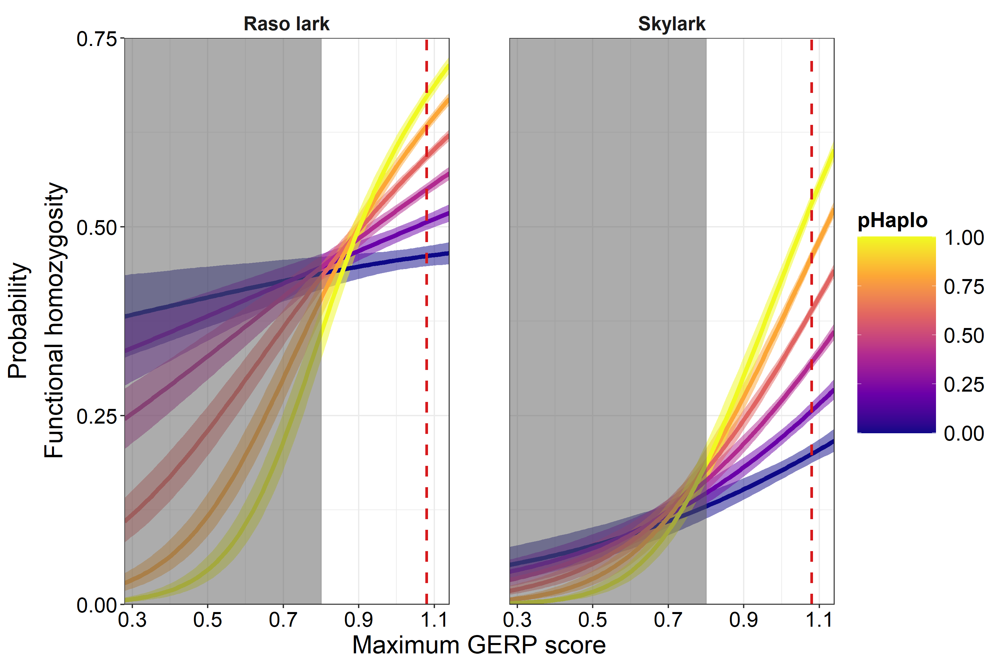 Raso lark
Skylark
Probability
Functional homozygosity
0.75
0.50
0.25
0.00
0.3 0.5 0.7 0.9 1.1
0.3 0.5 0.7 0.9 1.1
Maximum GERP score
pHaplo
1.00
0.75
0.50
0.25
0.00